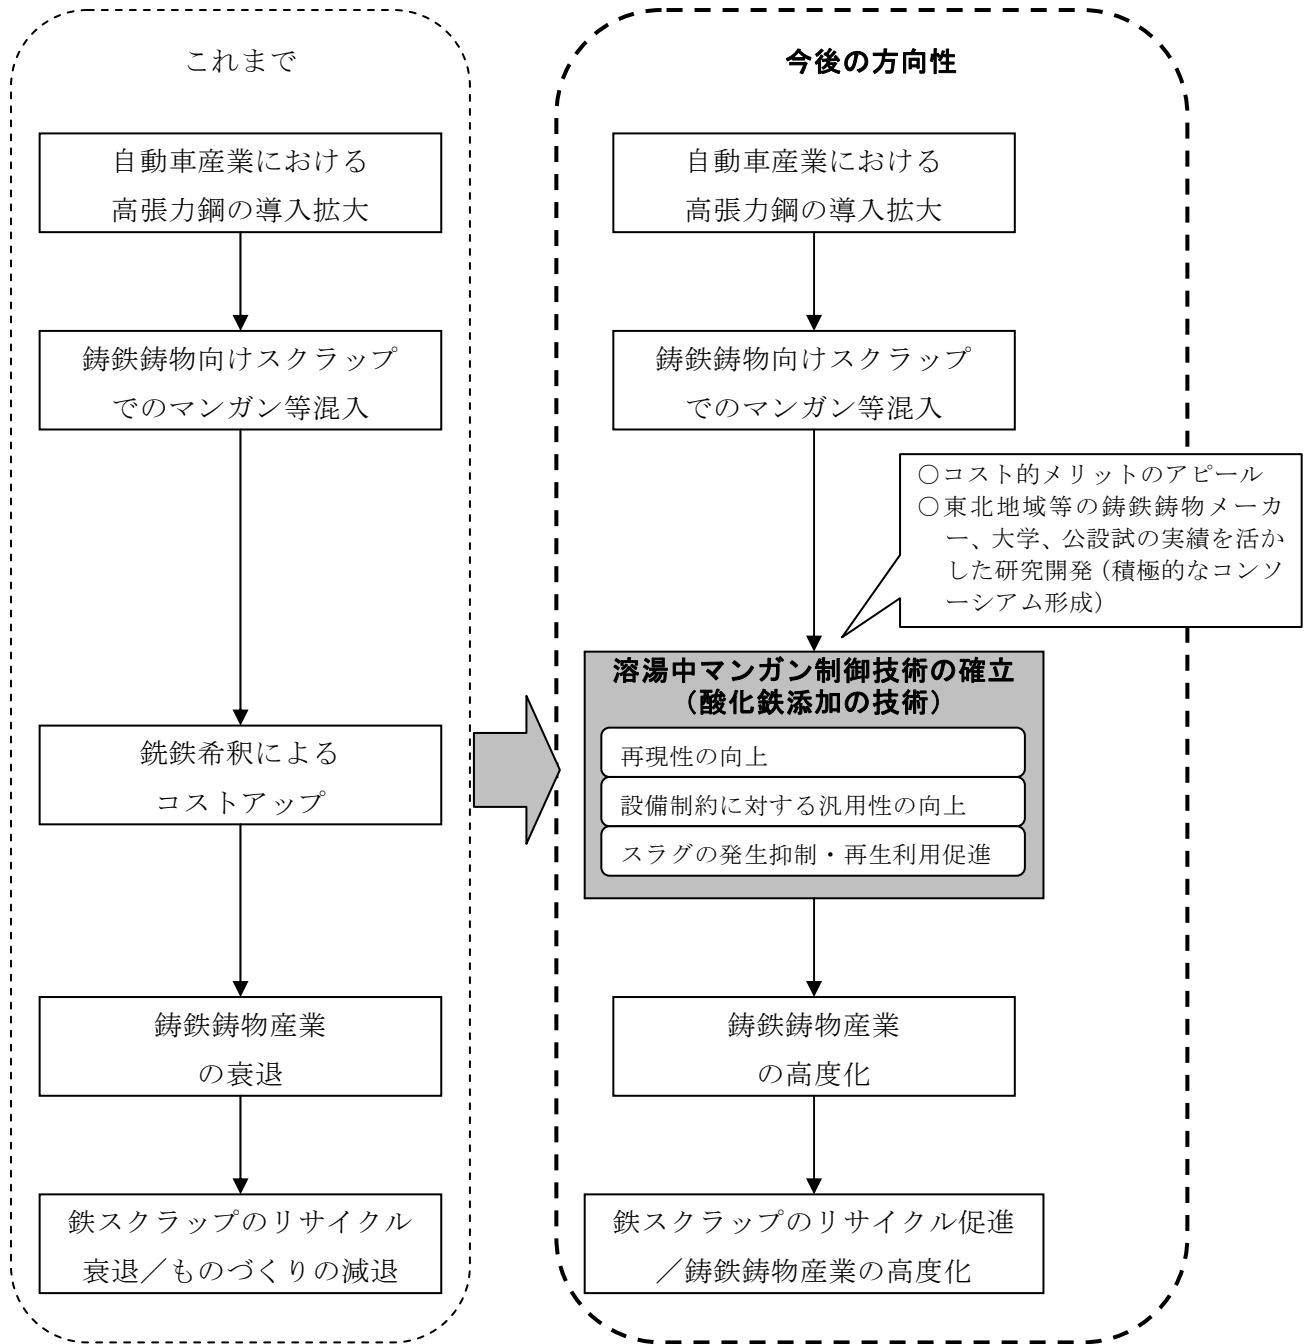 これまで
自動車産業における
高張力鋼の導入拡大
鋳鉄鋳物向けスクラップ
でのマンガン等混入
銑鉄希釈による
コストアップ
鋳鉄鋳物産業
の衰退
鉄スクラップのリサイクル
衰退／ものづくりの減退
今後の方向性
自動車産業における
高張力鋼の導入拡大
鋳鉄鋳物向けスクラップ
でのマンガン等混入
○コスト的メリットのアピール
○東北地域等の鋳鉄鋳物メーカ
ー、大学、公設試の実績を活か
した研究開発（積極的なコンソ
ーシアム形成）
溶湯中マンガン制御技術の確立
（酸化鉄添加の技術）
再現性の向上
設備制約に対する汎用性の向上
スラグの発生抑制・再生利用促進
鋳鉄鋳物産業
の高度化
鉄スクラップのリサイクル促進
／鋳鉄鋳物産業の高度化